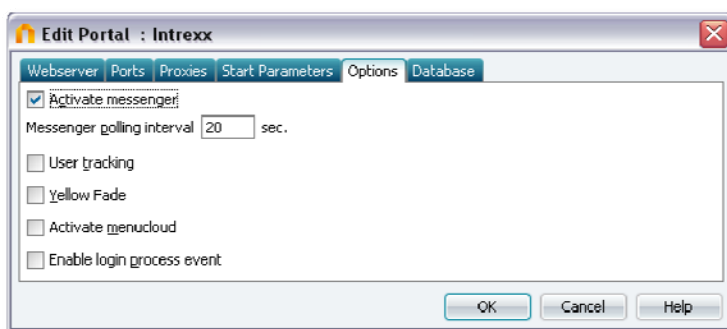 Edit Portal : Intrexx
Webserver Ports Proxies Start Parameters Options Database
Activate messenger
Messenger polling interval 20 sec.
User tracking
Yellow Fade
Activate menucloud
Enable login process event
OK Cancel Help